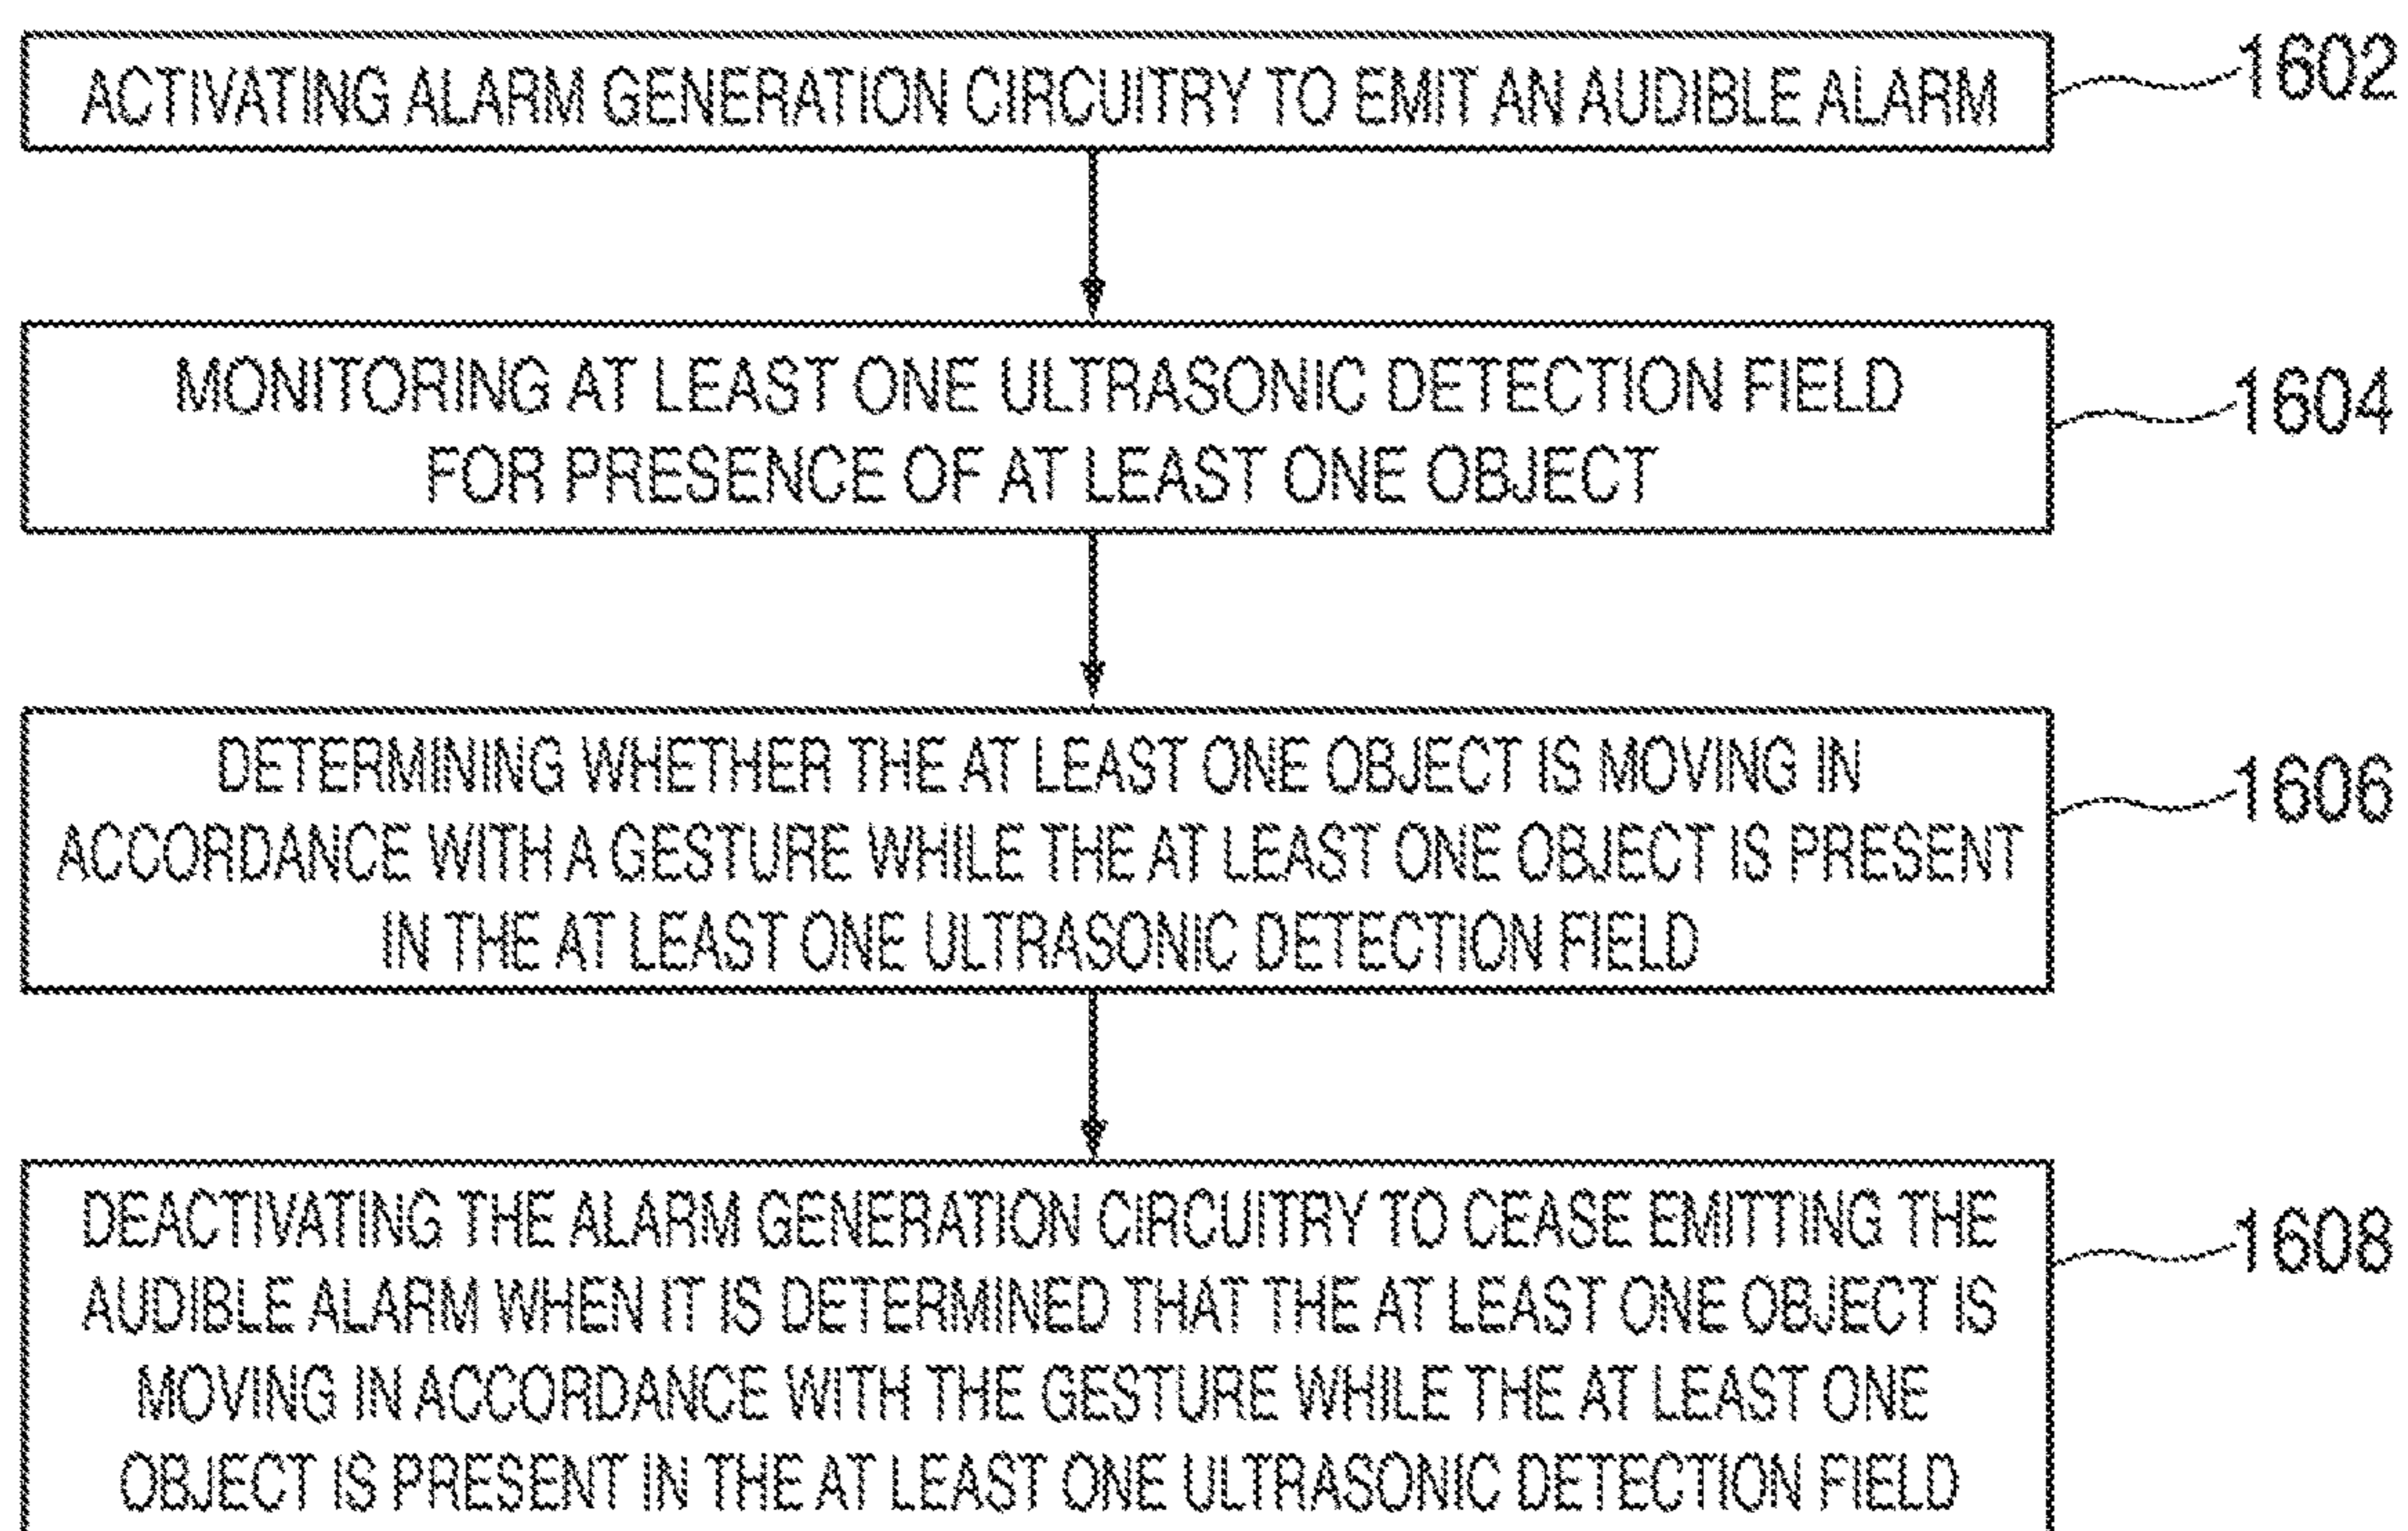 ACTIVATING ALARM GENERATION CIRCUITRY TO EMIT AN AUDIBLE ALARM
1602
MONITORING AT LEAST ONE ULTRASONIC DETECTION FIELD
FOR PRESENCE OF AT LEAST ONE OBJECT
1604
DETERMINING WHETHER THE AT LEAST ONE OBJECT IS MOVING IN
ACCORDANCE WITH A GESTURE WHILE THE AT LEAST ONE OBJECT IS PRESENT
IN THE AT LEAST ONE ULTRASONIC DETECTION FIELD
1606
DEACTIVATING THE ALARM GENERATION CIRCUITRY TO CEASE EMITTING THE
AUDIBLE ALARM WHEN IT IS DETERMINED THAT THE AT LEAST ONE OBJECT IS
MOVING IN ACCORDANCE WITH THE GESTURE WHILE THE AT LEAST ONE
OBJECT IS PRESENT IN THE AT LEAST ONE ULTRASONIC DETECTION FIELD
1608